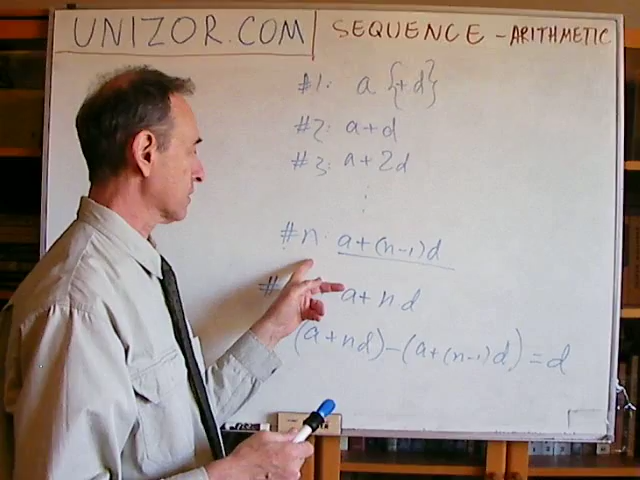 UNIZOR.COM | SEQUENCE - ARITHMETIC
#1: a {+d}
#2: a+d
#3: a+2d
⋮
#n: a+(n-1)d
# a+nd
(a+nd)-(a+(n-1)d)=d